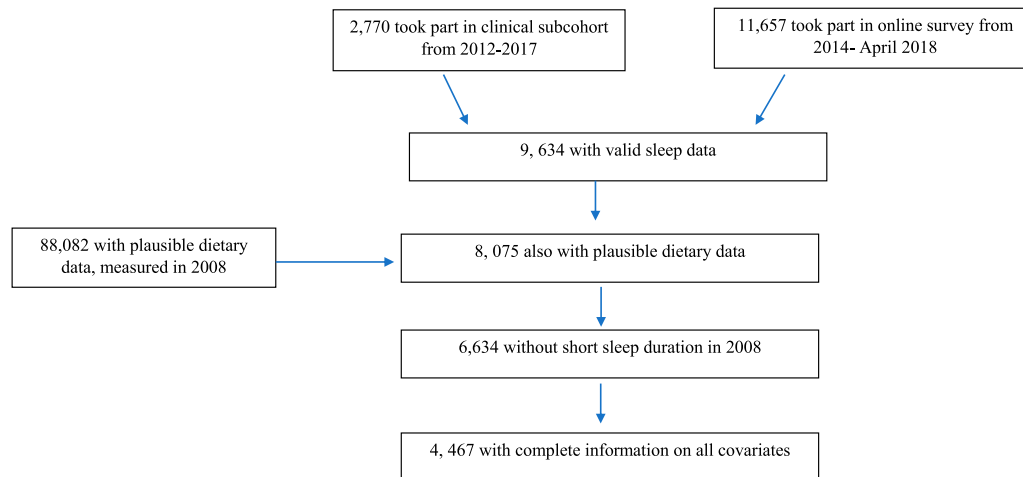 2,770 took part in clinical subcohort
from 2012-2017
11,657 took part in online survey from
2014- April 2018
9, 634 with valid sleep data
88,082 with plausible dietary
data, measured in 2008
8, 075 also with plausible dietary data
6,634 without short sleep duration in 2008
4, 467 with complete information on all covariates